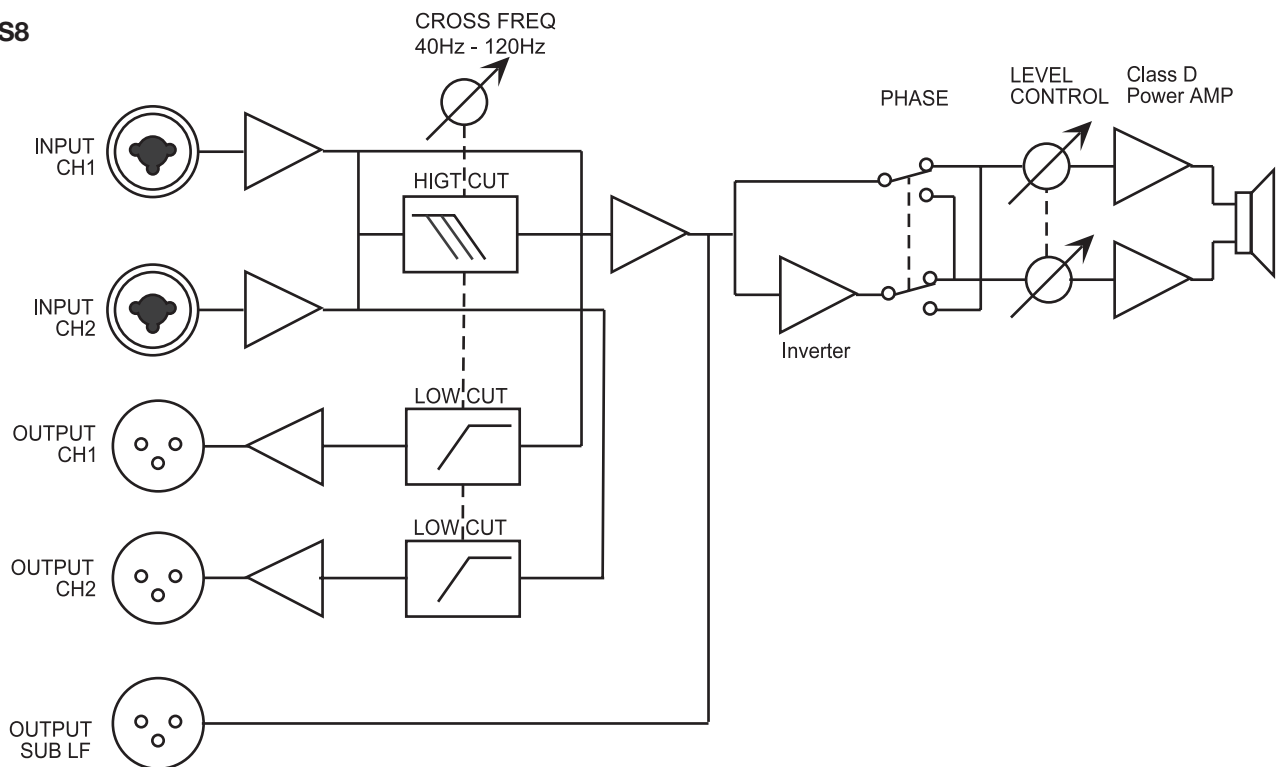 S8
CROSS FREQ
40Hz - 120Hz
PHASE
LEVEL
CONTROL
Class D
Power AMP
INPUT
CH1
HIGT CUT
INPUT
CH2
Inverter
LOW CUT
OUTPUT
CH1
LOW CUT
OUTPUT
CH2
OUTPUT
SUB LF